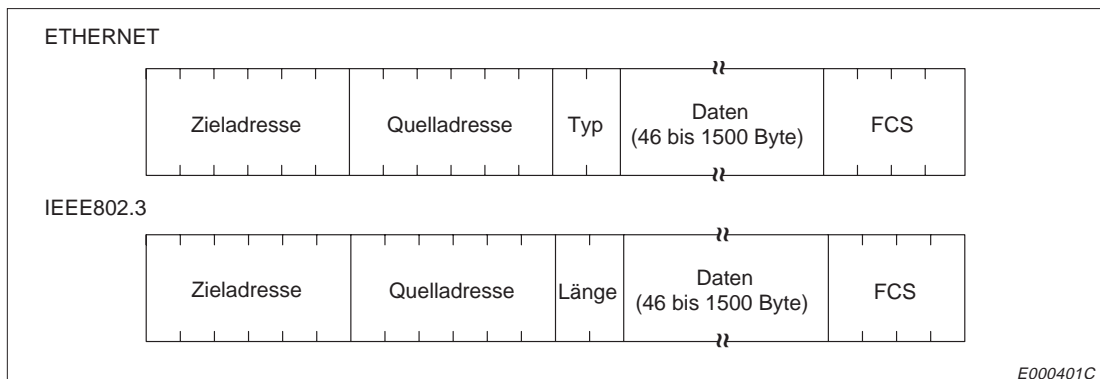 ETHERNET
Zieladresse Quelladresse Typ Daten FCS
(46 bis 1500 Byte)
IEEE802.3
Zieladresse Quelladresse Länge Daten FCS
(46 bis 1500 Byte)
E000401C